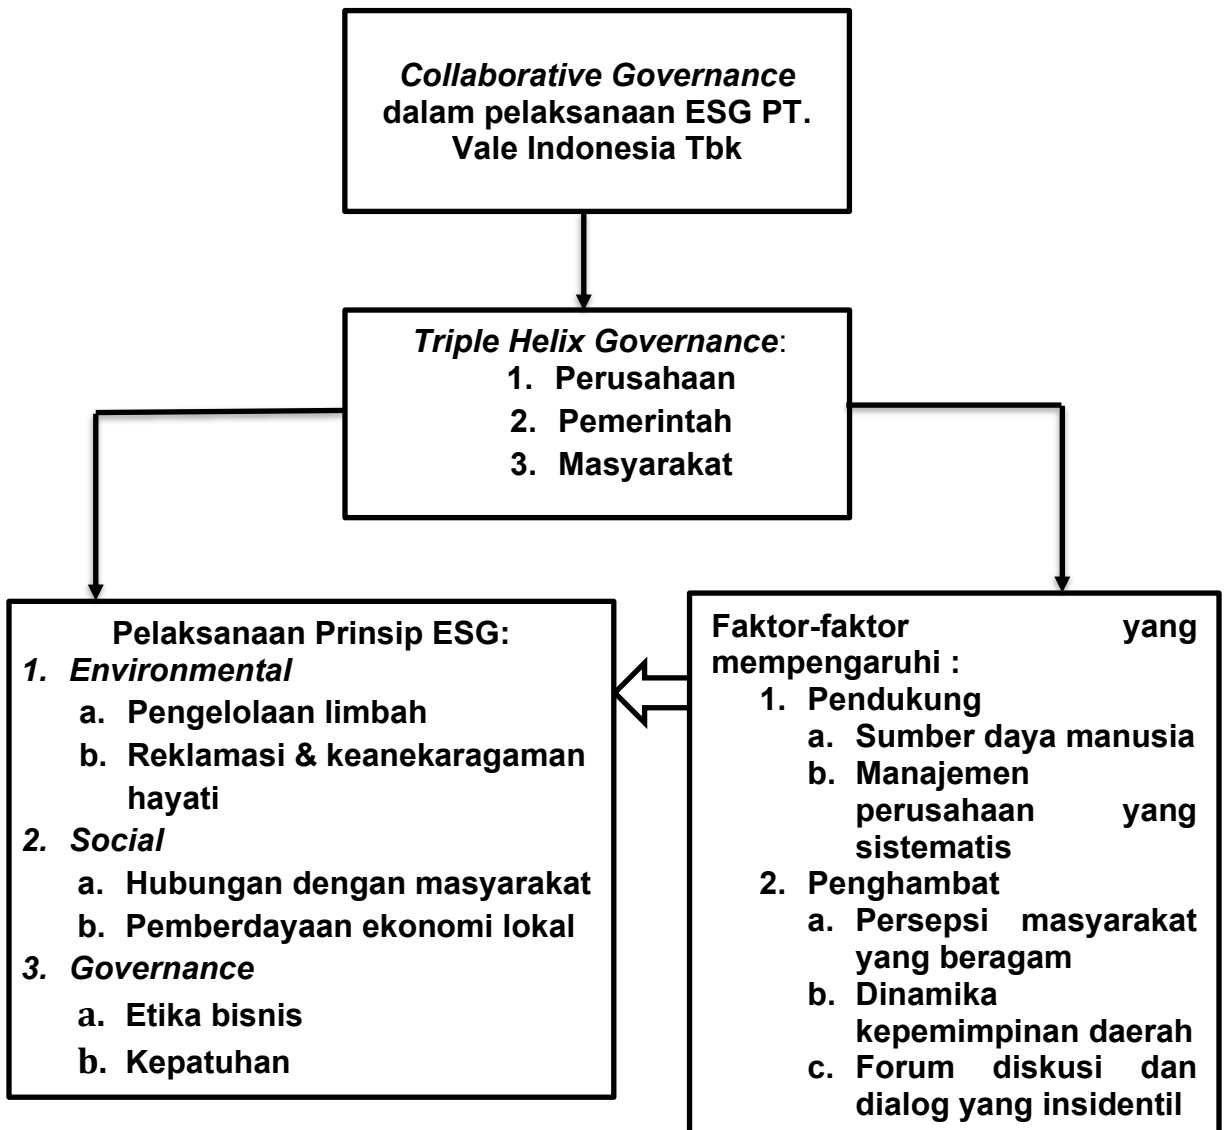 Collaborative Governance
dalam pelaksanaan ESG PT.
Vale Indonesia Tbk
Triple Helix Governance:
1. Perusahaan
2. Pemerintah
3. Masyarakat
Pelaksanaan Prinsip ESG:
1. Environmental
a. Pengelolaan limbah
b. Reklamasi & keanekaragaman
hayati
2. Social
a. Hubungan dengan masyarakat
b. Pemberdayaan ekonomi lokal
3. Governance
a. Etika bisnis
b. Kepatuhan
Faktor-faktor yang
mempengaruhi :
1. Pendukung
a. Sumber daya manusia
b. Manajemen
perusahaan yang
sistematis
2. Penghambat
a. Persepsi masyarakat
yang beragam
b. Dinamika
kepemimpinan daerah
c. Forum diskusi dan
dialog yang insidentil